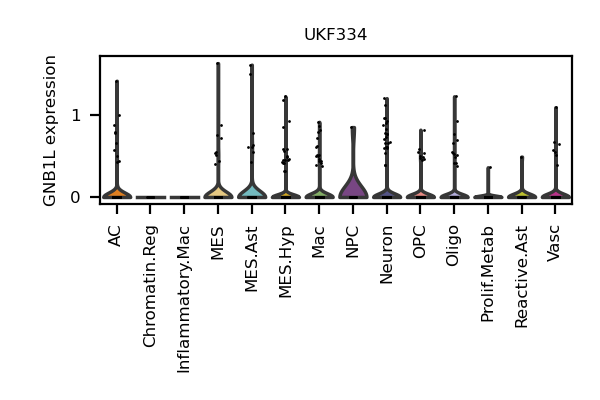 UKF334
GNB1L expression
1
0
AC
Chromatin.Reg
Inflammatory.Mac
MES
MES.Ast
MES.Hyp
Mac
NPC
Neuron
OPC
Oligo
Prolif.Metab
Reactive.Ast
Vasc